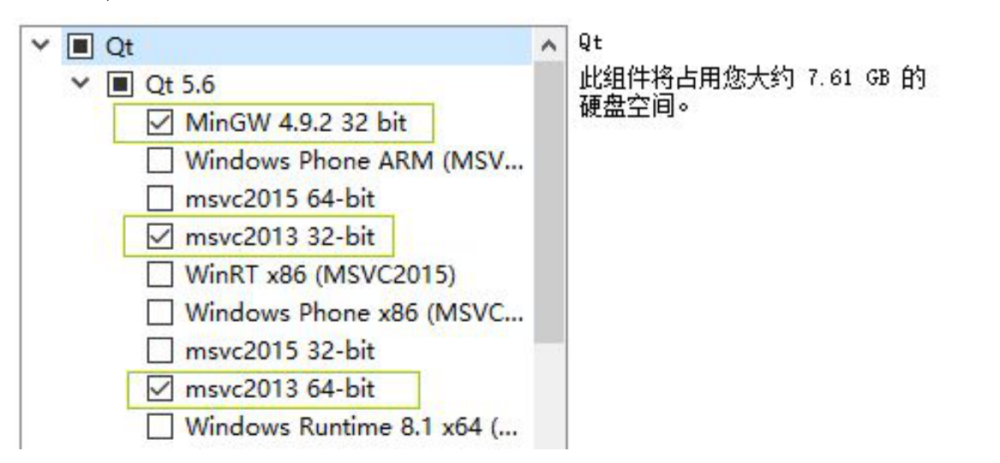 Qt
Qt 5.6
MinGW 4.9.2 32 bit
Windows Phone ARM (MSV...
msvc2015 64-bit
msvc2013 32-bit
WinRT x86 (MSVC2015)
Windows Phone x86 (MSVC...
msvc2015 32-bit
msvc2013 64-bit
Windows Runtime 8.1 x64 (...
Qt
此组件将占用您大约 7.61 GB 的
硬盘空间。